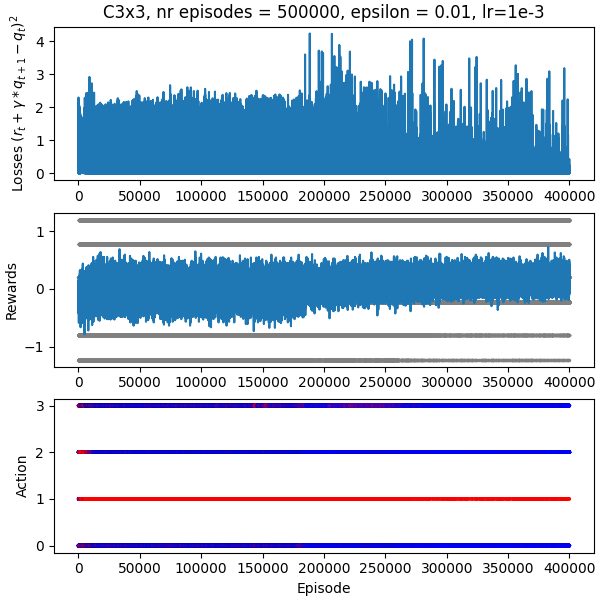 C3x3, nr episodes = 500000, epsilon = 0.01, lr=1e-3
Losses $(r_t + \gamma * q_{t+1} - q_t)^2$
4
3
2
1
0
0 50000 100000 150000 200000 250000 300000 350000 400000
Rewards
1
0
−1
0 50000 100000 150000 200000 250000 300000 350000 400000
Action
3
2
1
0
0 50000 100000 150000 200000 250000 300000 350000 400000
Episode